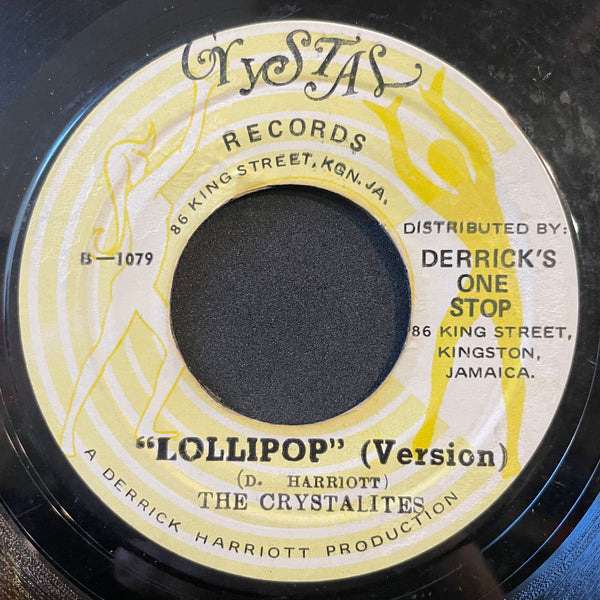 CRYSTAL
RECORDS
86 KING STREET, KGN. JA.
B—1079
DISTRIBUTED BY:
DERRICK'S
ONE
STOP
86 KING STREET,
KINGSTON,
JAMAICA.
"LOLLIPOP" (Version)
(D. HARRIOTT)
THE CRYSTALITES
A DERRICK HARRIOTT PRODUCTION